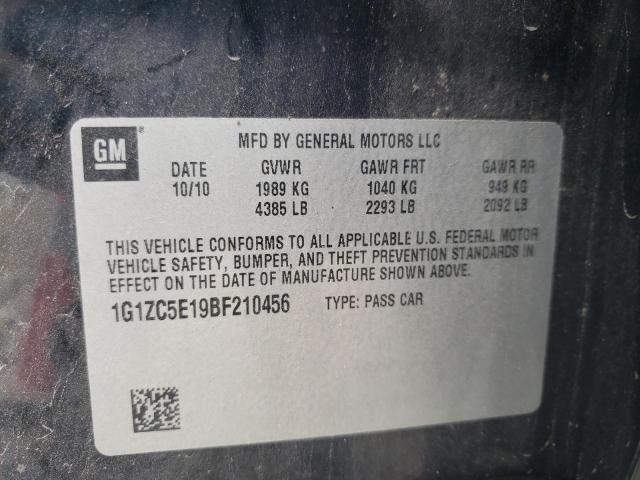 GM ®
MFD BY GENERAL MOTORS LLC
DATE GVWR GAWR FRT GAWR RR
10/10 1989 KG 1040 KG 949 KG
4385 LB 2293 LB 2092 LB
THIS VEHICLE CONFORMS TO ALL APPLICABLE U.S. FEDERAL MOTOR
VEHICLE SAFETY, BUMPER, AND THEFT PREVENTION STANDARDS IN
EFFECT ON THE DATE OF MANUFACTURE SHOWN ABOVE.
1G1ZC5E19BF210456 TYPE: PASS CAR